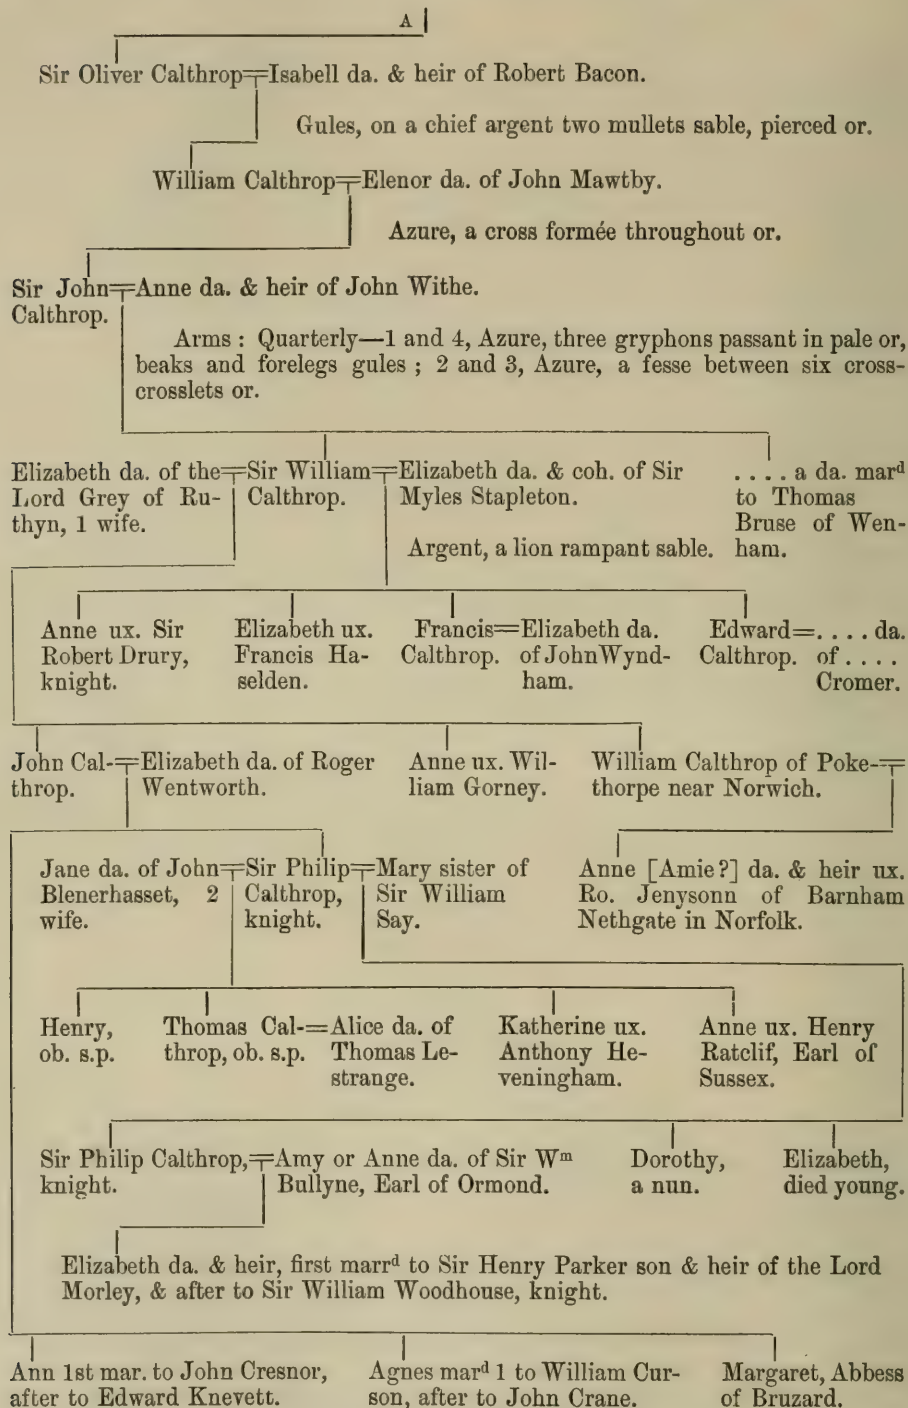 A
Sir Oliver Calthrop=Isabell da. & heir of Robert Bacon.
Gules, on a chief argent two mullets sable, pierced or.
William Calthrop=Elenor da. of John Mawtby.
Azure, a cross formée throughout or.
Sir John=Anne da. & heir of John Withe.
Calthrop.
Arms : Quarterly—1 and 4, Azure, three gryphons passant in pale or,
beaks and forelegs gules ; 2 and 3, Azure, a fesse between six cross-
crosslets or.
Elizabeth da. of the=Sir William=Elizabeth da. & coh. of Sir
Lord Grey of Ru-
thyn, 1 wife.
Calthrop.
Myles Stapleton.
Argent, a lion rampant sable.
. . . . a da. marᵈ
to Thomas
Bruse of Wen-
ham.
Anne ux. Sir
Robert Drury,
knight.
Elizabeth ux.
Francis Ha-
selden.
Francis=Elizabeth da.
Calthrop. of John Wynd-
ham.
Edward=. . . . da.
Calthrop. of . . . .
Cromer.
John Cal-=Elizabeth da. of Roger
throp. Wentworth.
Anne ux. Wil-
liam Gorney.
William Calthrop of Poke-=
thorpe near Norwich.
Jane da. of John=Sir Philip=Mary sister of
Blenerhasset, 2
wife.
Calthrop,
knight.
Sir William
Say.
Anne [Amie?] da. & heir ux.
Ro. Jenysonn of Barnham
Nethgate in Norfolk.
Henry,
ob. s.p.
Thomas Cal-=Alice da. of
throp, ob. s.p. Thomas Le-
strange.
Katherine ux.
Anthony He-
veningham.
Anne ux. Henry
Ratclif, Earl of
Sussex.
Sir Philip Calthrop,=Amy or Anne da. of Sir Wᵐ
knight. Bullyne, Earl of Ormond.
Dorothy,
a nun.
Elizabeth,
died young.
Elizabeth da. & heir, first marrᵈ to Sir Henry Parker son & heir of the Lord
Morley, & after to Sir William Woodhouse, knight.
Ann 1st mar. to John Cresnor,
after to Edward Knevett.
Agnes marᵈ 1 to William Cur-
son, after to John Crane.
Margaret, Abbess
of Bruzard.